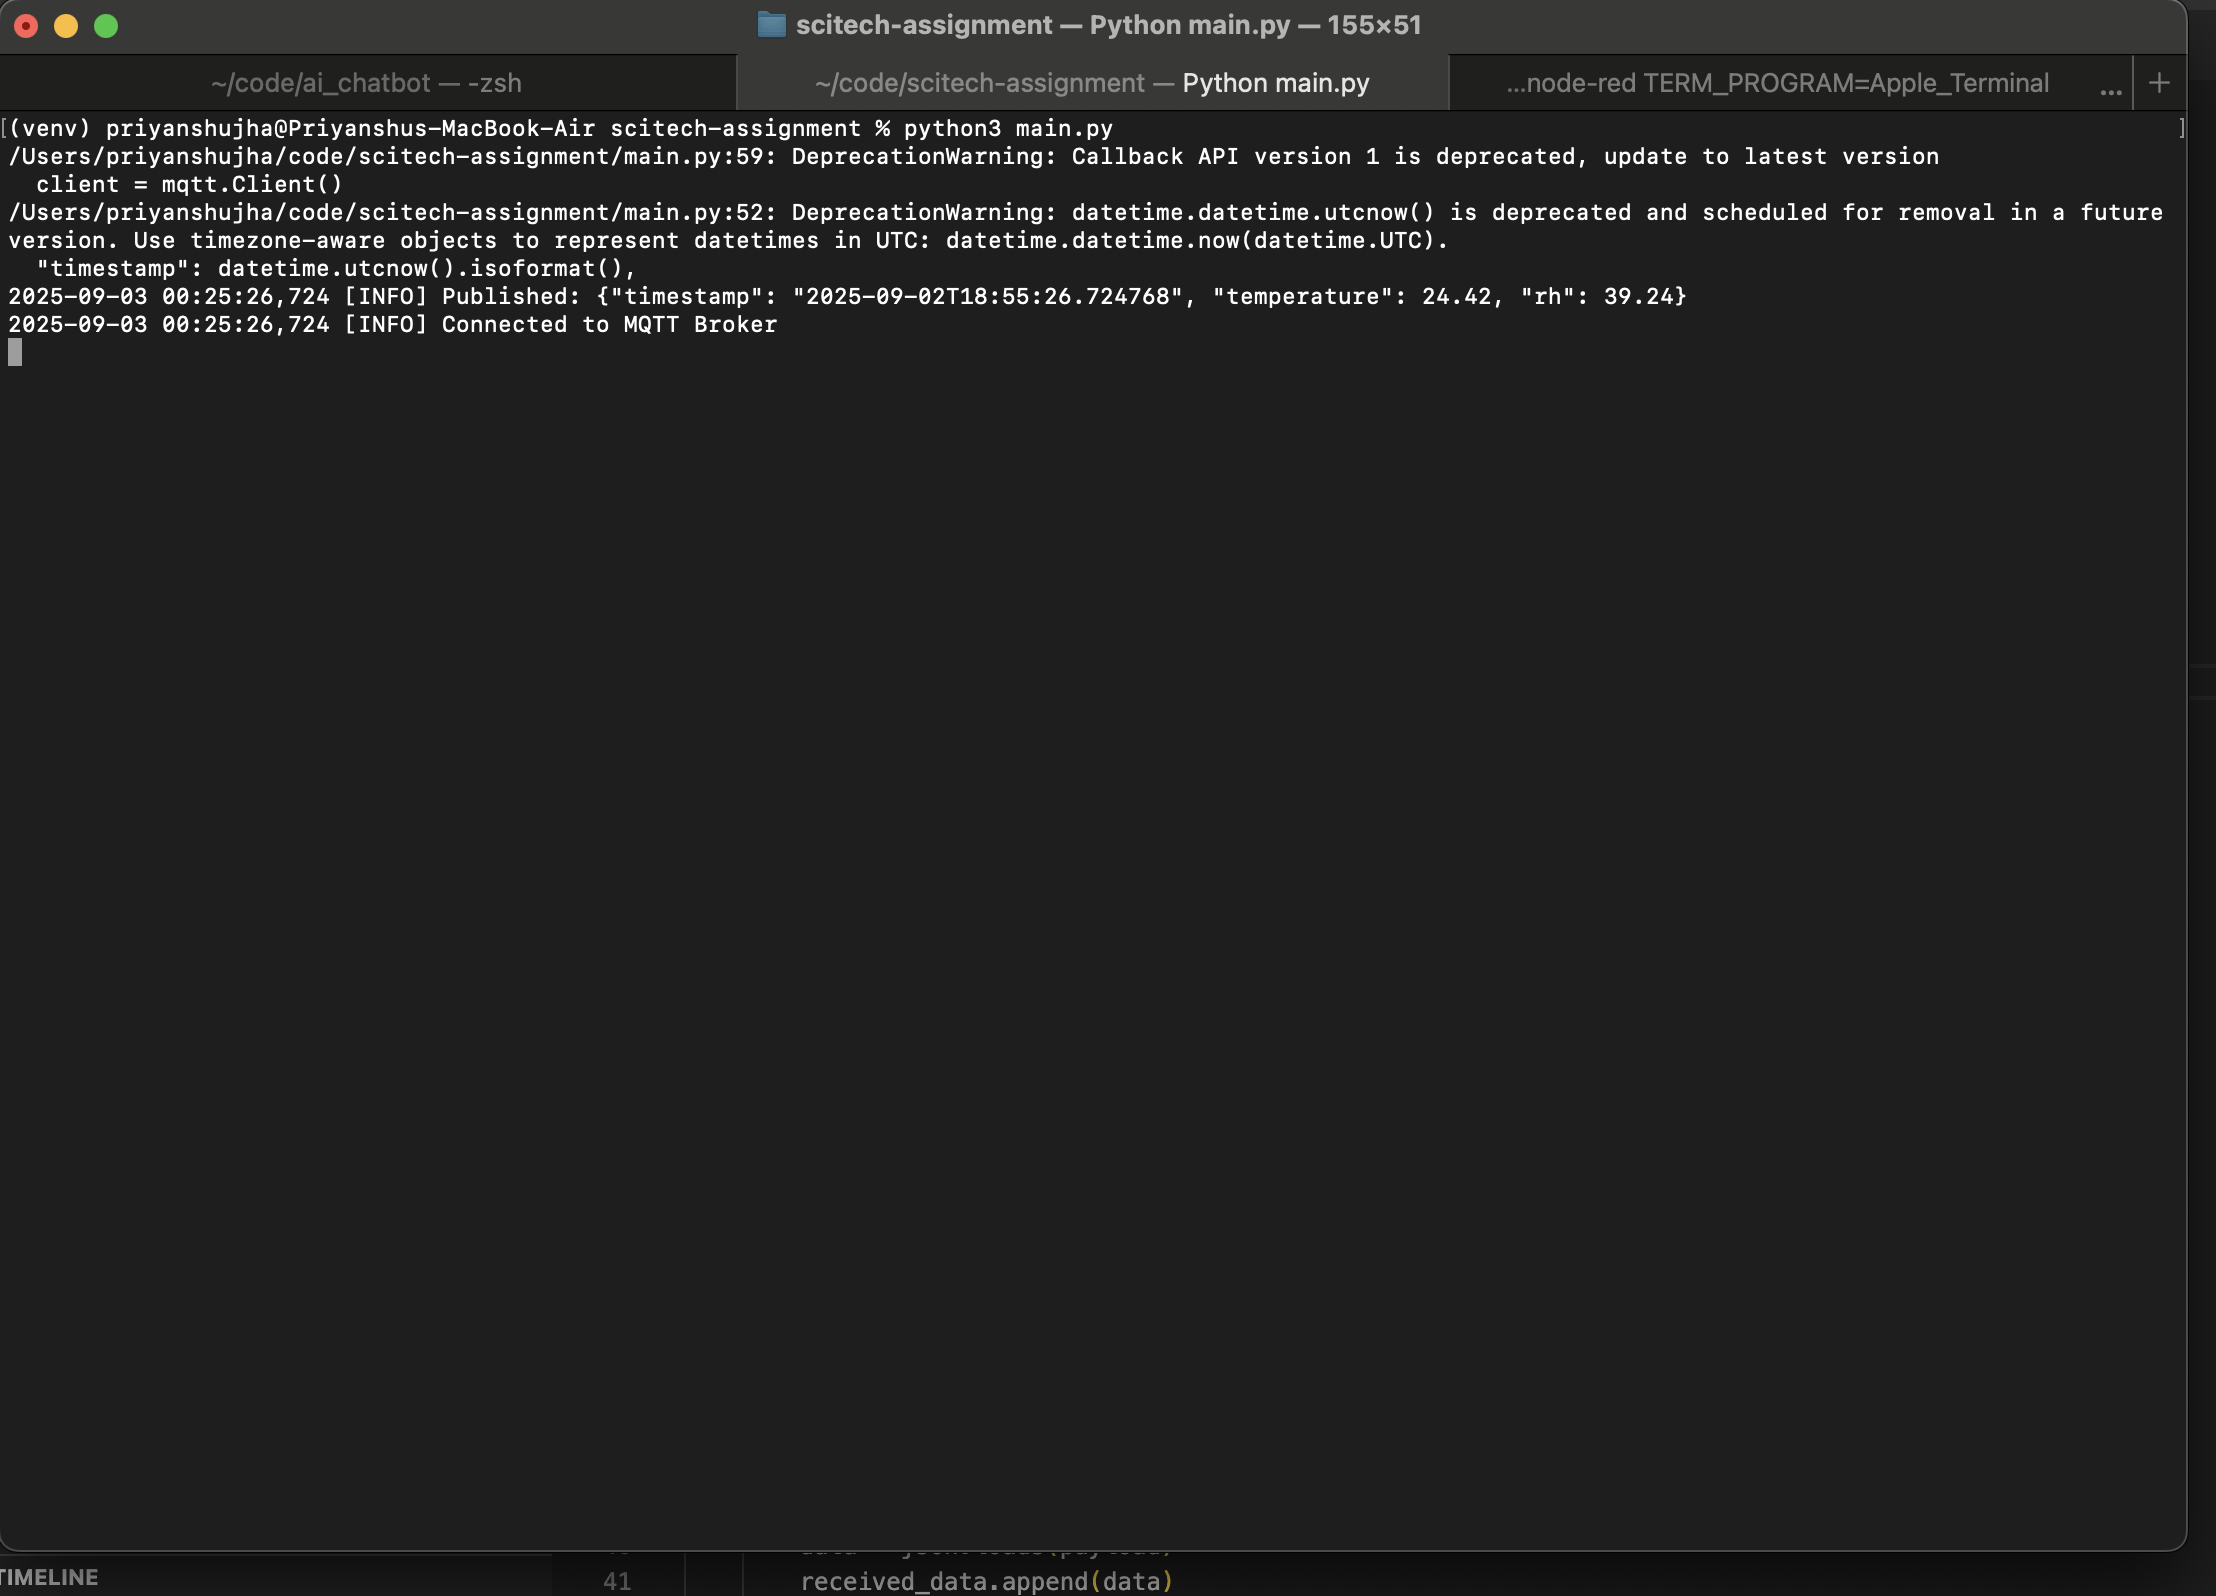 scitech-assignment — Python main.py — 155×51
~/code/ai_chatbot — -zsh
~/code/scitech-assignment — Python main.py
...node-red TERM_PROGRAM=Apple_Terminal ...
+
[(venv) priyanshujha@Priyanshus-MacBook-Air scitech-assignment % python3 main.py ]
/Users/priyanshujha/code/scitech-assignment/main.py:59: DeprecationWarning: Callback API version 1 is deprecated, update to latest version
  client = mqtt.Client()
/Users/priyanshujha/code/scitech-assignment/main.py:52: DeprecationWarning: datetime.datetime.utcnow() is deprecated and scheduled for removal in a future
version. Use timezone-aware objects to represent datetimes in UTC: datetime.datetime.now(datetime.UTC).
  "timestamp": datetime.utcnow().isoformat(),
2025-09-03 00:25:26,724 [INFO] Published: {"timestamp": "2025-09-02T18:55:26.724768", "temperature": 24.42, "rh": 39.24}
2025-09-03 00:25:26,724 [INFO] Connected to MQTT Broker
TIMELINE
41 received_data.append(data)